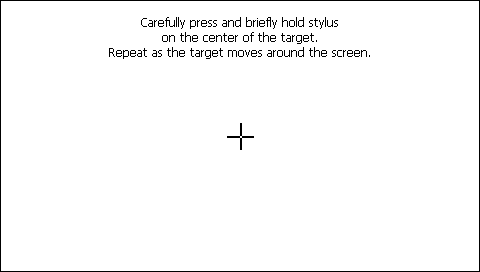 Carefully press and briefly hold stylus
on the center of the target.
Repeat as the target moves around the screen.